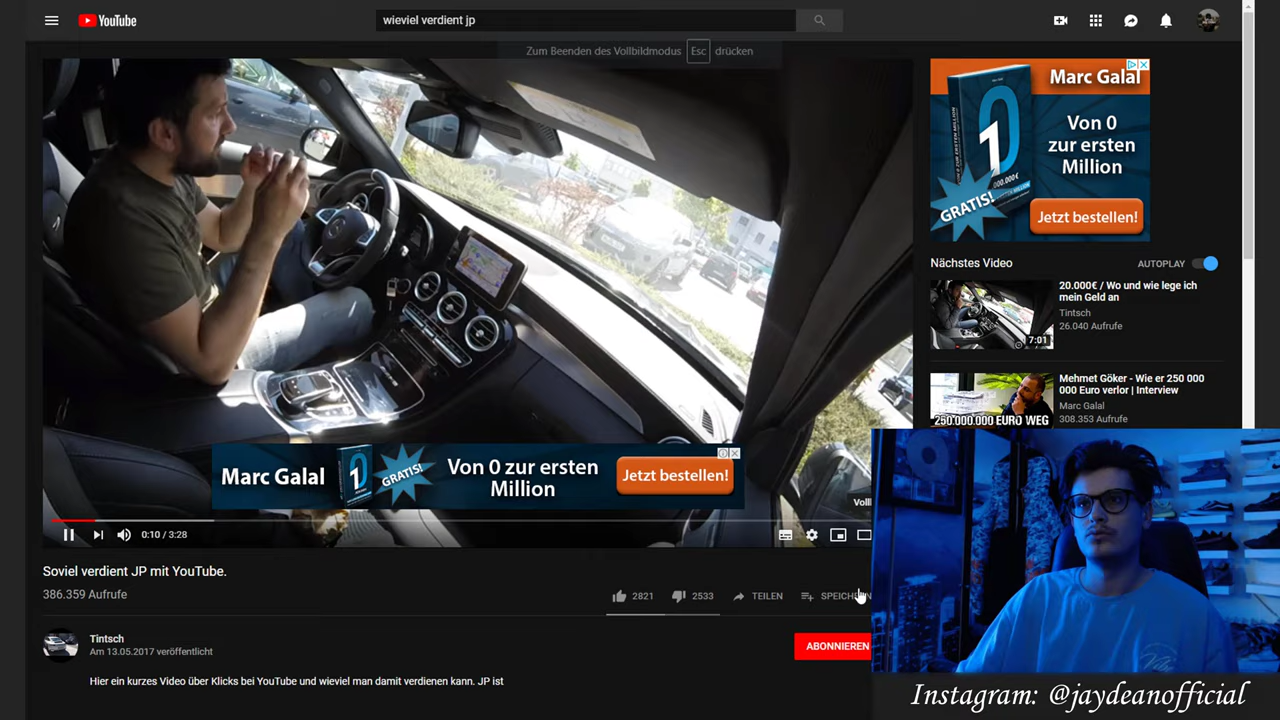 YouTube
wieviel verdient jp
Zum Beenden des Vollbildmodus Esc drücken
Marc Galal
Von 0
zur ersten
Million
GRATIS!
Jetzt bestellen!
Nächstes Video
AUTOPLAY
20.000€ / Wo und wie lege ich
mein Geld an
Tintsch
26.040 Aufrufe
7:01
Mehmet Göker - Wie er 250 000
000 Euro verlor | Interview
Marc Galal
308.353 Aufrufe
250.000.000 EURO WEG
Marc Galal
GRATIS!
Von 0 zur ersten
Million
Jetzt bestellen!
0:10 / 3:28
Soviel verdient JP mit YouTube.
386.359 Aufrufe
2821
2533
TEILEN
Tintsch
Am 13.05.2017 veröffentlicht
ABONNIEREN
Hier ein kurzes Video über Klicks bei YouTube und wieviel man damit verdienen kann. JP ist
Instagram: @jaydeanofficial